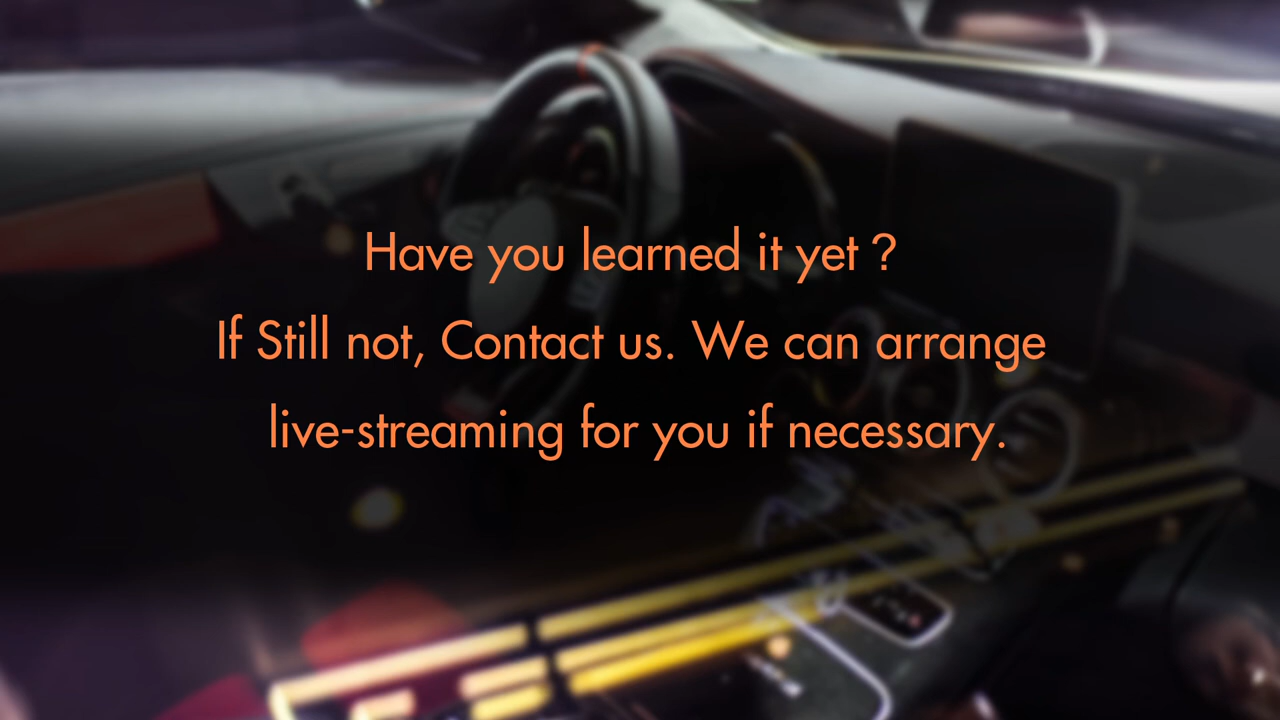 Have you learned it yet ?
If Still not, Contact us. We can arrange
live-streaming for you if necessary.